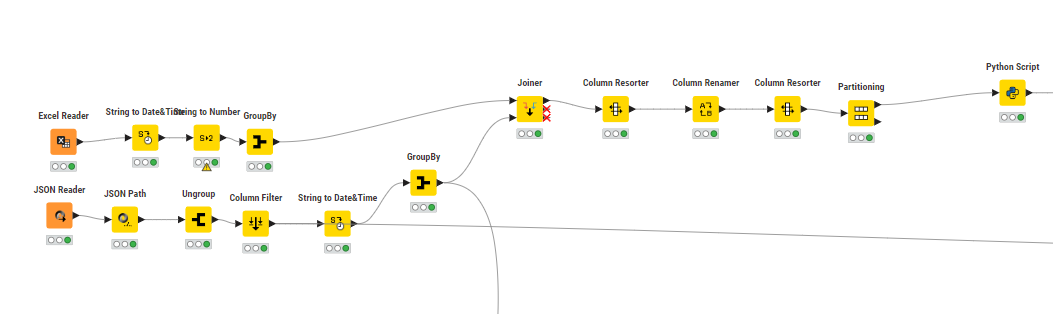 Python Script
Joiner
Column Resorter
Column Renamer
Column Resorter
Partitioning
Excel Reader
String to Date&Time
String to Number
GroupBy
GroupBy
JSON Reader
JSON Path
Ungroup
Column Filter
String to Date&Time